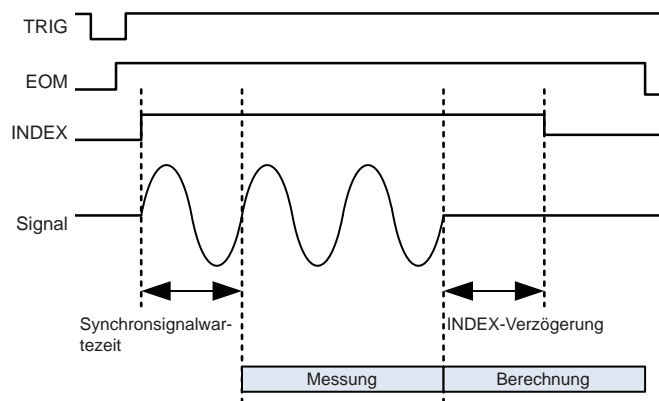 TRIG
EOM
INDEX
Signal
Synchronsignalwar-
tezeit
INDEX-Verzögerung
Messung
Berechnung